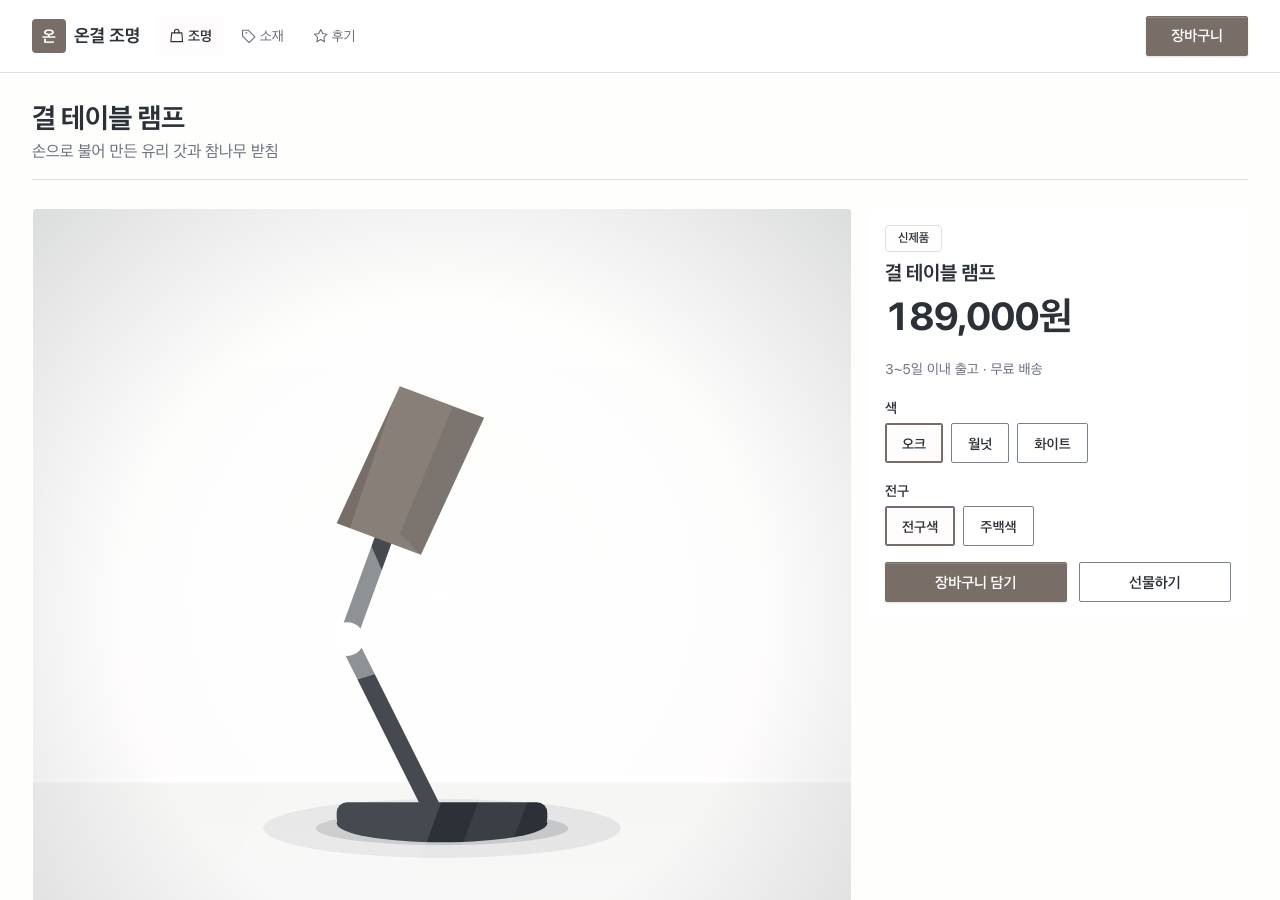 온 온결 조명 조명 소재 후기 장바구니
결 테이블 램프
손으로 불어 만든 유리 갓과 참나무 받침
신제품
결 테이블 램프
189,000원
3~5일 이내 출고 · 무료 배송
색
오크 월넛 화이트
전구
전구색 주백색
장바구니 담기 선물하기